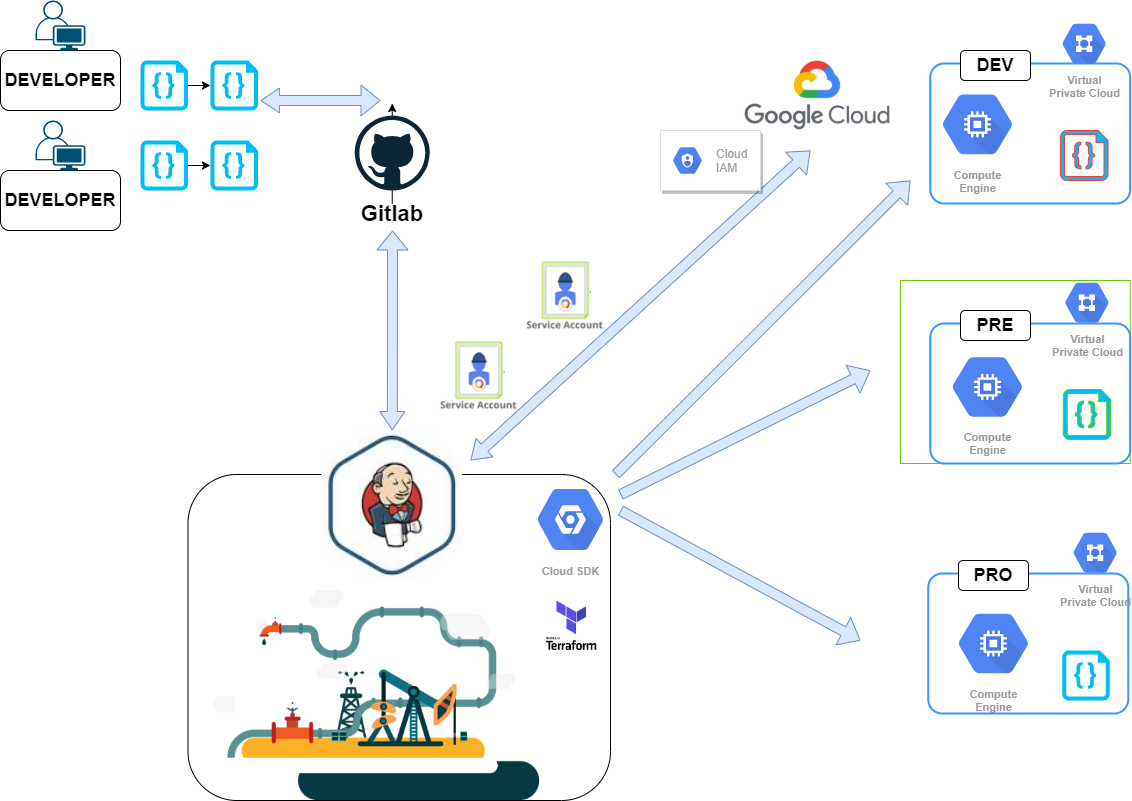 DEVELOPER
DEVELOPER
Gitlab
Google Cloud
Cloud
IAM
Service Account
Service Account
Cloud SDK
Terraform
DEV
Virtual
Private Cloud
Compute
Engine
PRE
Virtual
Private Cloud
Compute
Engine
PRO
Virtual
Private Cloud
Compute
Engine